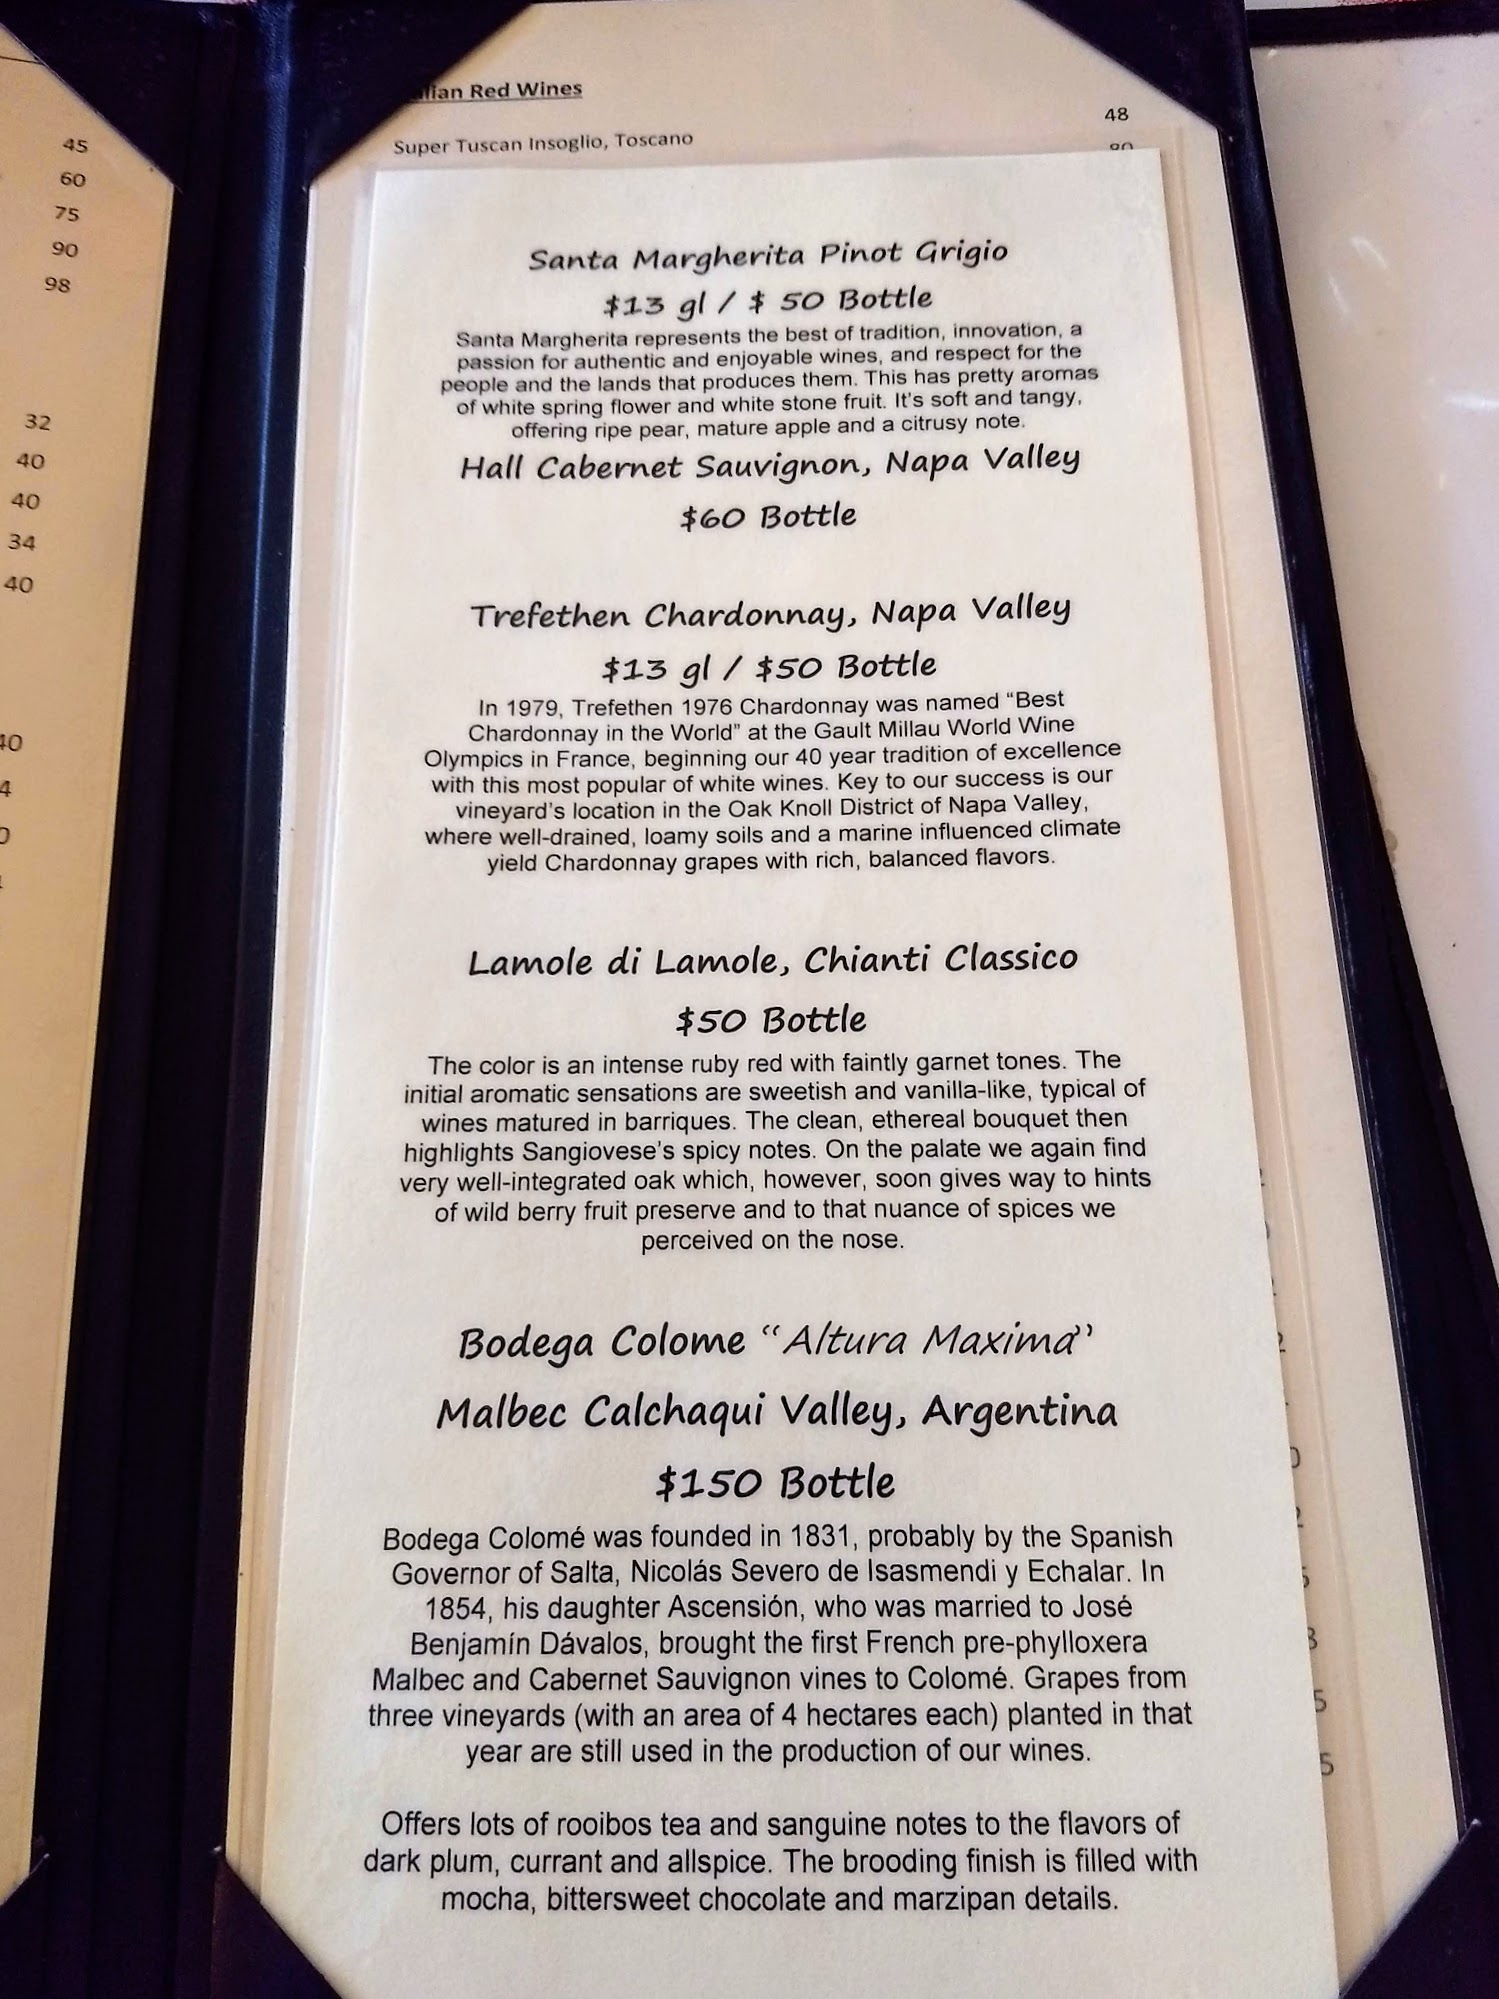 45
60
75
90
98
32
40
40
34
40
Red Wines
48
Super Tuscan Insoglio, Toscano
Santa Margherita Pinot Grigio
$13 gl / $ 50 Bottle
Santa Margherita represents the best of tradition, innovation, a
passion for authentic and enjoyable wines, and respect for the
people and the lands that produces them. This has pretty aromas
of white spring flower and white stone fruit. It's soft and tangy,
offering ripe pear, mature apple and a citrusy note.
Hall Cabernet Sauvignon, Napa Valley
$60 Bottle
Trefethen Chardonnay, Napa Valley
$13 gl / $50 Bottle
In 1979, Trefethen 1976 Chardonnay was named “Best
Chardonnay in the World” at the Gault Millau World Wine
Olympics in France, beginning our 40 year tradition of excellence
with this most popular of white wines. Key to our success is our
vineyard's location in the Oak Knoll District of Napa Valley,
where well-drained, loamy soils and a marine influenced climate
yield Chardonnay grapes with rich, balanced flavors.
Lamole di Lamole, Chianti Classico
$50 Bottle
The color is an intense ruby red with faintly garnet tones. The
initial aromatic sensations are sweetish and vanilla-like, typical of
wines matured in barriques. The clean, ethereal bouquet then
highlights Sangiovese's spicy notes. On the palate we again find
very well-integrated oak which, however, soon gives way to hints
of wild berry fruit preserve and to that nuance of spices we
perceived on the nose.
Bodega Colome “Altura Maxima”
Malbec Calchaqui Valley, Argentina
$150 Bottle
Bodega Colomé was founded in 1831, probably by the Spanish
Governor of Salta, Nicolás Severo de Isasmendi y Echalar. In
1854, his daughter Ascensión, who was married to José
Benjamín Dávalos, brought the first French pre-phylloxera
Malbec and Cabernet Sauvignon vines to Colomé. Grapes from
three vineyards (with an area of 4 hectares each) planted in that
year are still used in the production of our wines.
Offers lots of rooibos tea and sanguine notes to the flavors of
dark plum, currant and allspice. The brooding finish is filled with
mocha, bittersweet chocolate and marzipan details.